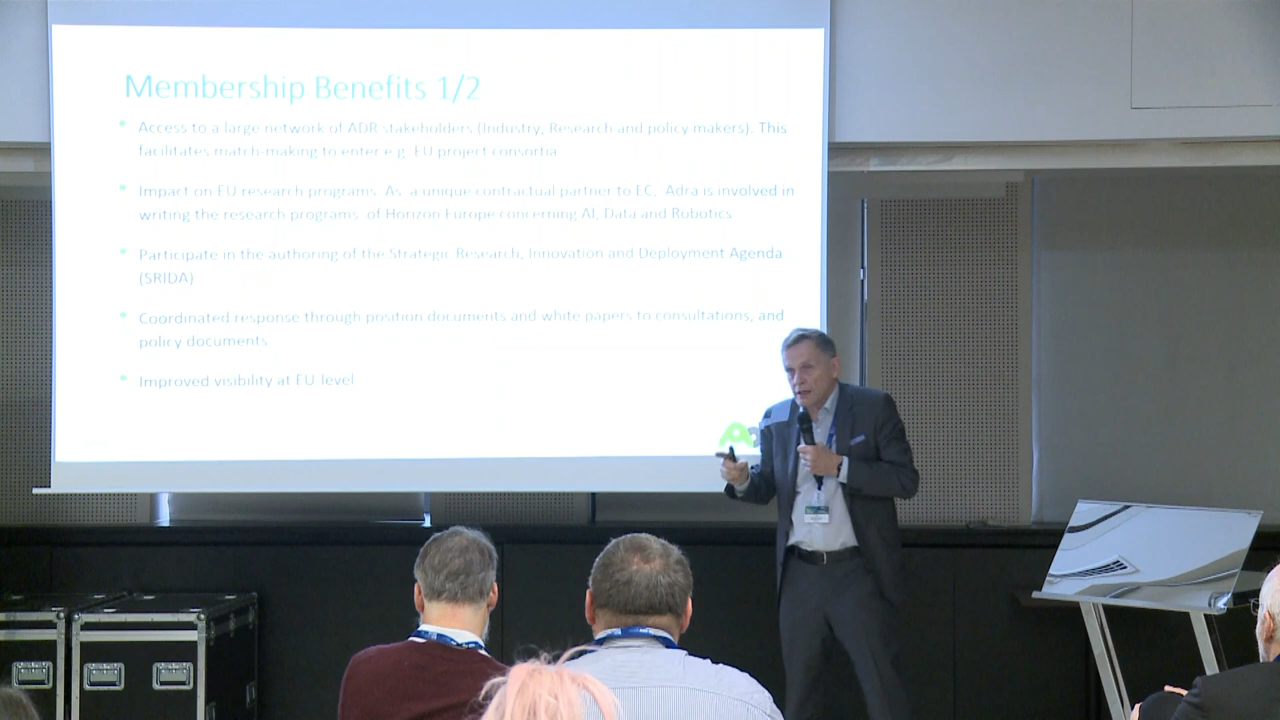 Membership Benefits 1/2
• Access to a large network of ADR stakeholders (Industry, Research and policy makers). This
facilitates match-making to enter e.g. EU project consortia
• Impact on EU research programs. As a unique contractual partner to EC, Adra is involved in
writing the research programs of Horizon Europe concerning AI, Data and Robotics
• Participate in the authoring of the Strategic Research, Innovation and Deployment Agenda
(SRIDA)
• Coordinated response through position documents and white papers to consultations, and
policy documents
• Improved visibility at EU level